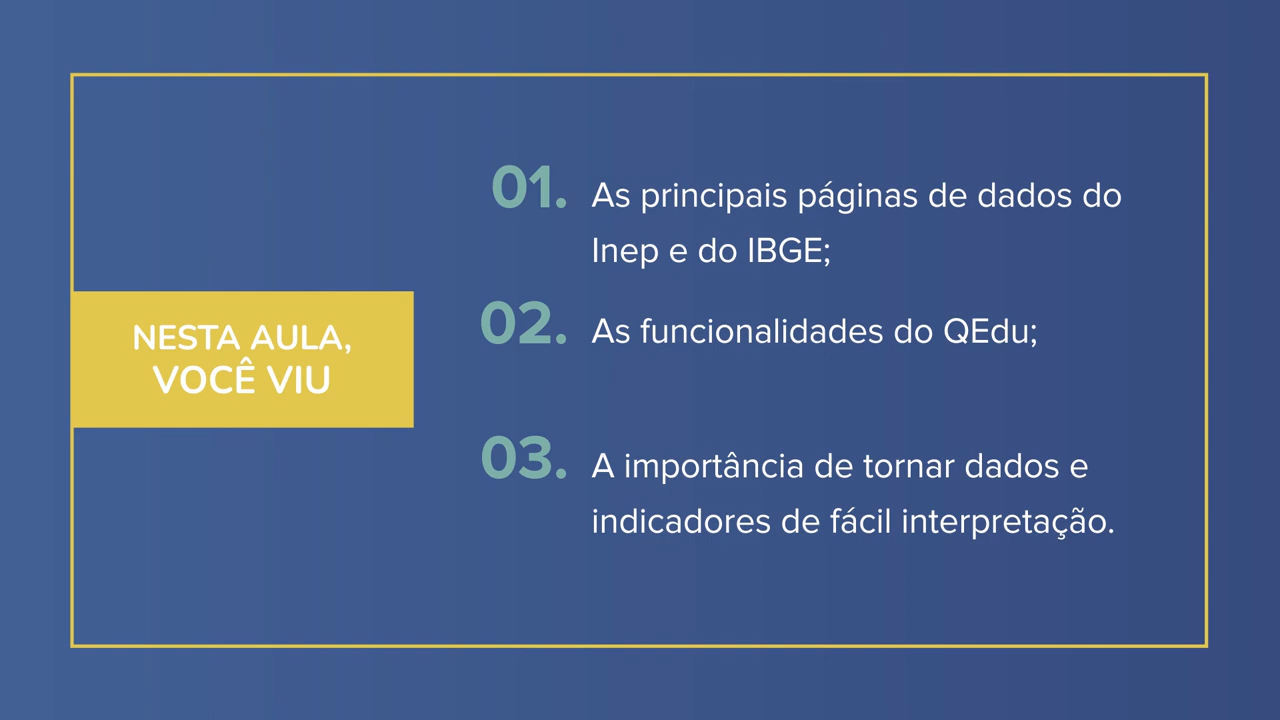 NESTA AULA,
VOCÊ VIU
01. As principais páginas de dados do
Inep e do IBGE;
02. As funcionalidades do QEdu;
03. A importância de tornar dados e
indicadores de fácil interpretação.